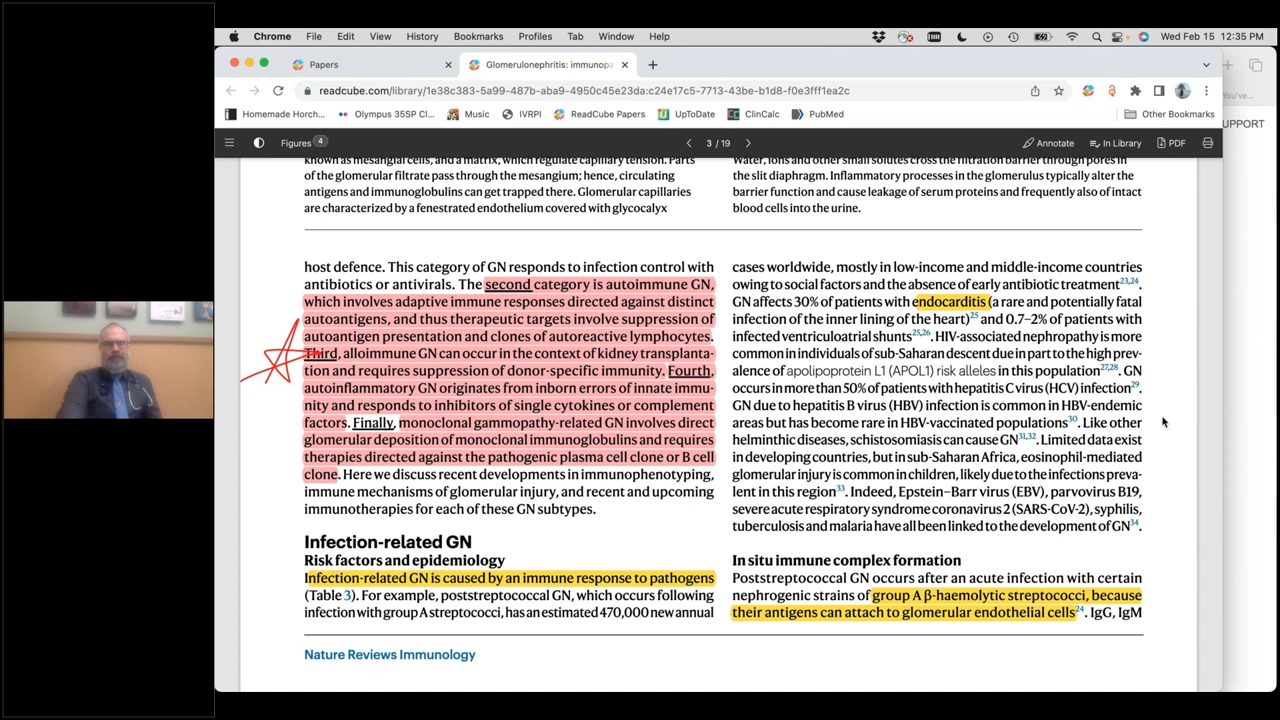 Chrome File Edit View History Bookmarks Profiles Tab Window Help Wed Feb 15 12:35 PM
Papers Glomerulonephritis: immunopa
readcube.com/library/1e38c383-5a99-487b-aba9-4950c45e23da:c24e17c5-7713-43be-b1d8-f0e3fff1ea2c You've...
Homemade Horch... Olympus 35SP Cl... Music IVRPI ReadCube Papers UpToDate ClinCalc PubMed Other Bookmarks UPPORT
Figures 4 3 / 19 Annotate In Library PDF
known as mesangial cells, and a matrix, which regulate capillary tension. Parts
of the glomerular filtrate pass through the mesangium; hence, circulating
antigens and immunoglobulins can get trapped there. Glomerular capillaries
are characterized by a fenestrated endothelium covered with glycocalyx
Water, ions and other small solutes cross the filtration barrier through pores in
the slit diaphragm. Inflammatory processes in the glomerulus typically alter the
barrier function and cause leakage of serum proteins and frequently also of intact
blood cells into the urine.
host defence. This category of GN responds to infection control with
antibiotics or antivirals. The second category is autoimmune GN,
which involves adaptive immune responses directed against distinct
autoantigens, and thus therapeutic targets involve suppression of
autoantigen presentation and clones of autoreactive lymphocytes.
Third, alloimmune GN can occur in the context of kidney transplanta-
tion and requires suppression of donor-specific immunity. Fourth,
autoinflammatory GN originates from inborn errors of innate immu-
nity and responds to inhibitors of single cytokines or complement
factors. Finally, monoclonal gammopathy-related GN involves direct
glomerular deposition of monoclonal immunoglobulins and requires
therapies directed against the pathogenic plasma cell clone or B cell
clone. Here we discuss recent developments in immunophenotyping,
immune mechanisms of glomerular injury, and recent and upcoming
immunotherapies for each of these GN subtypes.
Infection-related GN
Risk factors and epidemiology
Infection-related GN is caused by an immune response to pathogens
(Table 3). For example, poststreptococcal GN, which occurs following
infection with group A streptococci, has an estimated 470,000 new annual
cases worldwide, mostly in low-income and middle-income countries
owing to social factors and the absence of early antibiotic treatment23,24.
GN affects 30% of patients with endocarditis (a rare and potentially fatal
infection of the inner lining of the heart)25 and 0.7–2% of patients with
infected ventriculoatrial shunts25,26. HIV-associated nephropathy is more
common in individuals of sub-Saharan descent due in part to the high prev-
alence of apolipoprotein L1 (APOL1) risk alleles in this population27,28. GN
occurs in more than 50% of patients with hepatitis C virus (HCV) infection29.
GN due to hepatitis B virus (HBV) infection is common in HBV-endemic
areas but has become rare in HBV-vaccinated populations30. Like other
helminthic diseases, schistosomiasis can cause GN31,32. Limited data exist
in developing countries, but in sub-Saharan Africa, eosinophil-mediated
glomerular injury is common in children, likely due to the infections preva-
lent in this region33. Indeed, Epstein–Barr virus (EBV), parvovirus B19,
severe acute respiratory syndrome coronavirus 2 (SARS-CoV-2), syphilis,
tuberculosis and malaria have all been linked to the development of GN34.
In situ immune complex formation
Poststreptococcal GN occurs after an acute infection with certain
nephrogenic strains of group A β-haemolytic streptococci, because
their antigens can attach to glomerular endothelial cells24. IgG, IgM
Nature Reviews Immunology